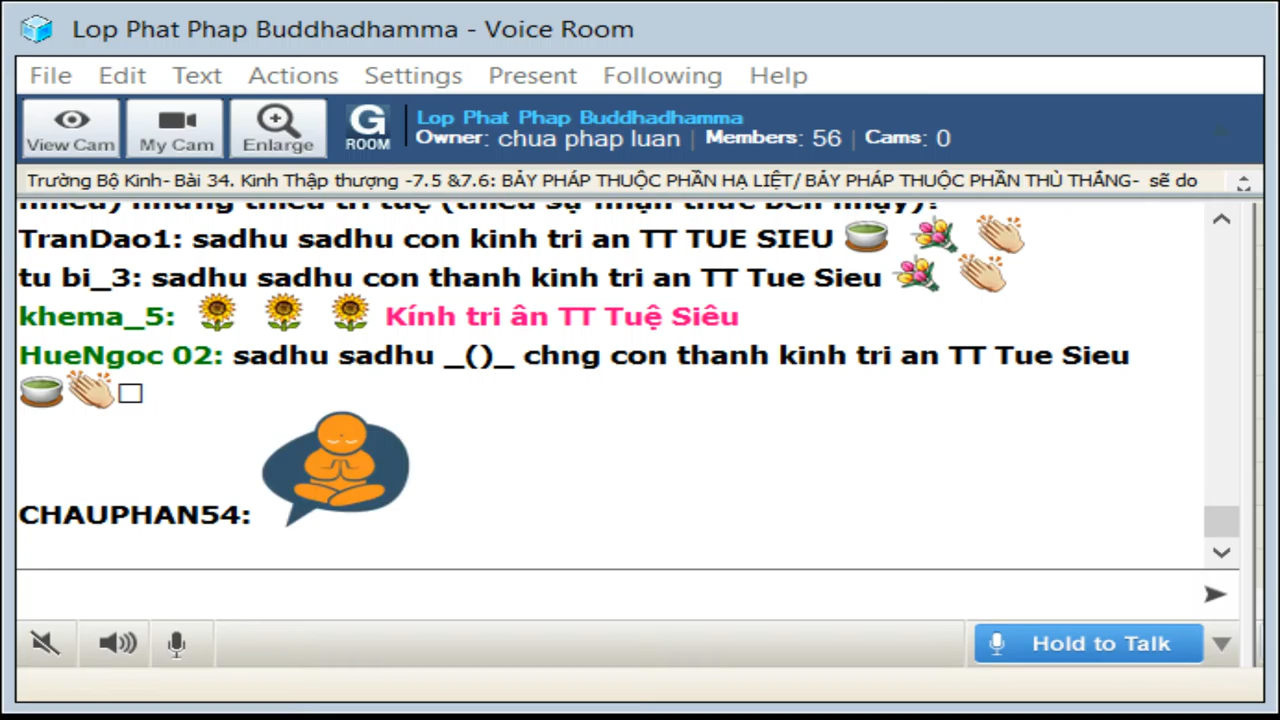 Lop Phat Phap Buddhadhamma - Voice Room
File Edit Text Actions Settings Present Following Help
View Cam My Cam Enlarge G ROOM
Lop Phat Phap Buddhadhamma
Owner: chua phap luan | Members: 56 | Cams: 0
Trường Bộ Kinh- Bài 34. Kinh Thập thượng -7.5 &7.6: BẢY PHÁP THUỘC PHẦN HẠ LIỆT/ BẢY PHÁP THUỘC PHẦN THÙ THẮNG- sẽ do
TranDao1: sadhu sadhu con kinh tri an TT TUE SIEU
tu bi_3: sadhu sadhu con thanh kinh tri an TT Tue Sieu
khema_5: Kính tri ân TT Tuệ Siêu
HueNgoc 02: sadhu sadhu _()_ chng con thanh kinh tri an TT Tue Sieu
CHAUPHAN54:
Hold to Talk